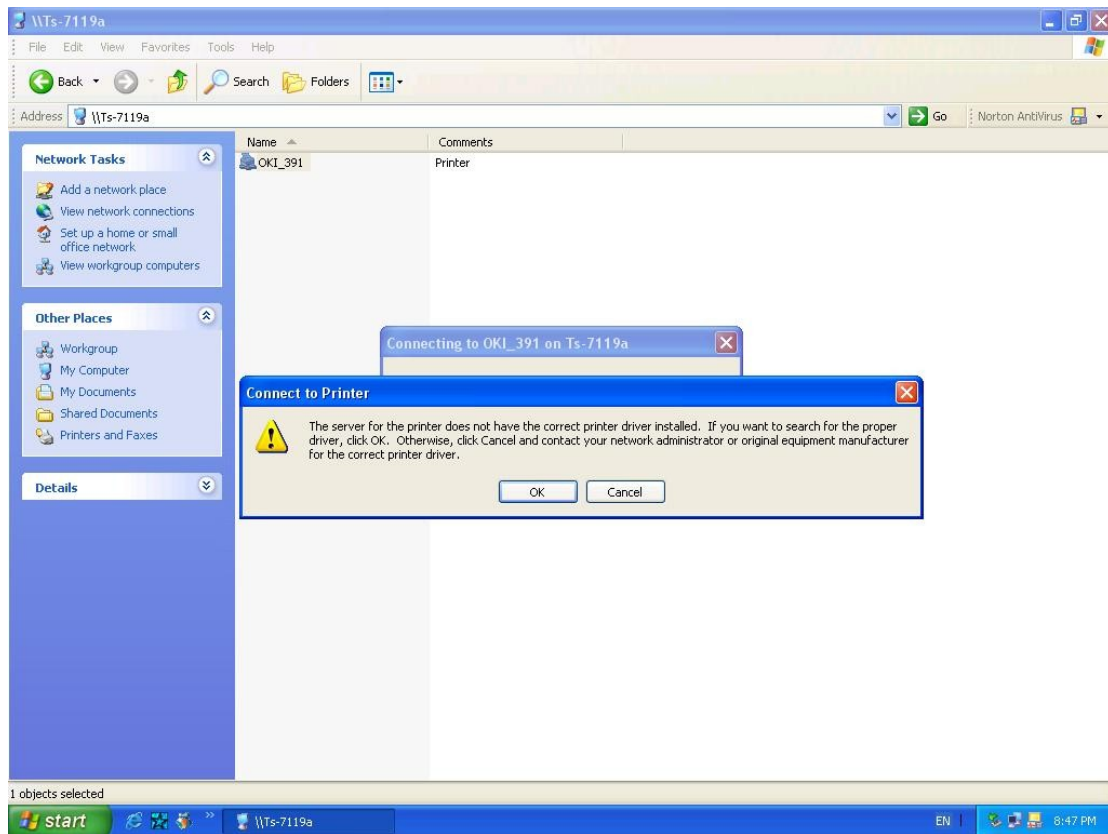 \\Ts-7119a
File Edit View Favorites Tools Help
Back Search Folders
Address \\Ts-7119a Go Norton AntiVirus
Name Comments
Network Tasks
OKI_391 Printer
Add a network place
View network connections
Set up a home or small
office network
View workgroup computers
Other Places
Workgroup
My Computer
My Documents
Shared Documents
Printers and Faxes
Details
Connecting to OKI_391 on Ts-7119a
Connect to Printer
The server for the printer does not have the correct printer driver installed. If you want to search for the proper
driver, click OK. Otherwise, click Cancel and contact your network administrator or original equipment manufacturer
for the correct printer driver.
OK Cancel
1 objects selected
start \\Ts-7119a EN 8:47 PM